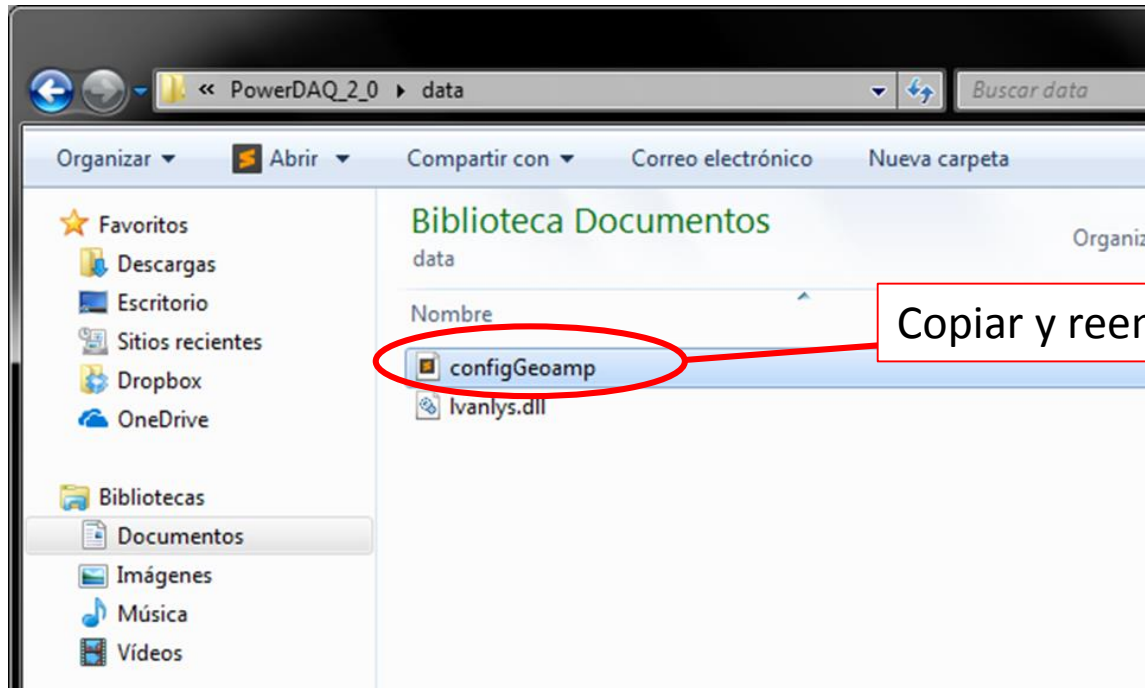 « PowerDAQ_2_0 ▸ data
Buscar data
Organizar
Abrir
Compartir con
Correo electrónico
Nueva carpeta
Favoritos
Descargas
Escritorio
Sitios recientes
Dropbox
OneDrive
Bibliotecas
Documentos
Imágenes
Música
Vídeos
Biblioteca Documentos
data
Nombre
configGeoamp
lvanlys.dll
Copiar y